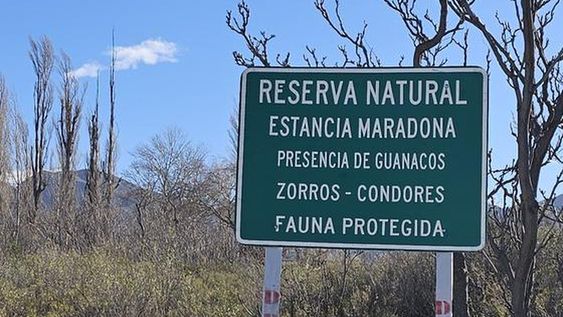 RESERVA NATURAL
ESTANCIA MARADONA
PRESENCIA DE GUANACOS
ZORROS - CONDORES
FAUNA PROTEGIDA